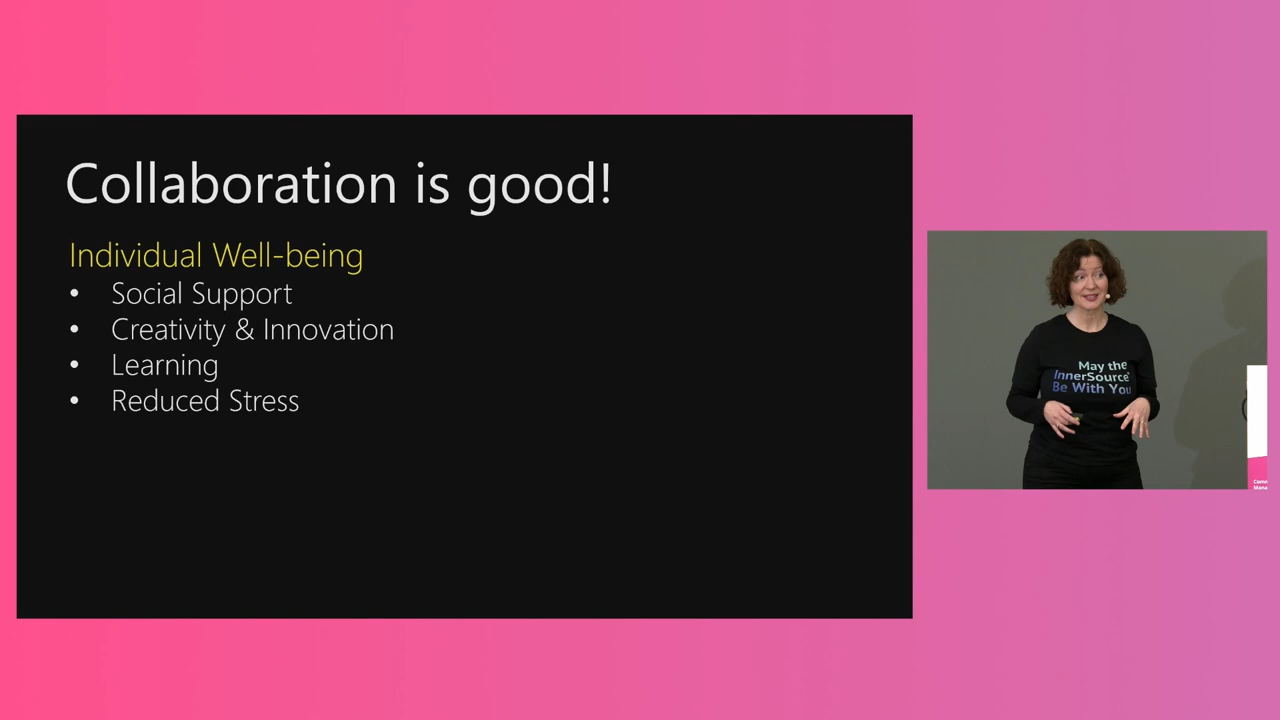 Collaboration is good!
Individual Well-being
• Social Support
• Creativity & Innovation
• Learning
• Reduced Stress
May the
InnerSource
Be With You